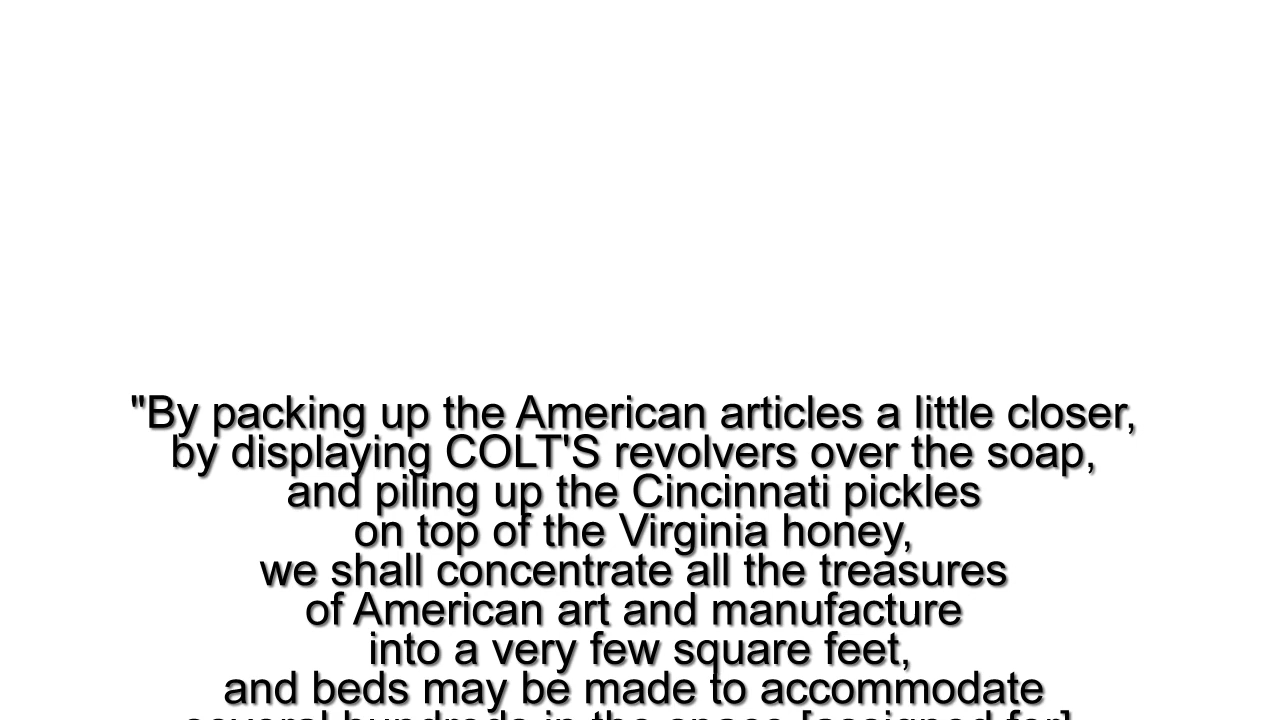 "By packing up the American articles a little closer,
by displaying COLT'S revolvers over the soap,
and piling up the Cincinnati pickles
on top of the Virginia honey,
we shall concentrate all the treasures
of American art and manufacture
into a very few square feet,
and beds may be made to accommodate
several hundreds in the space [assigned for]